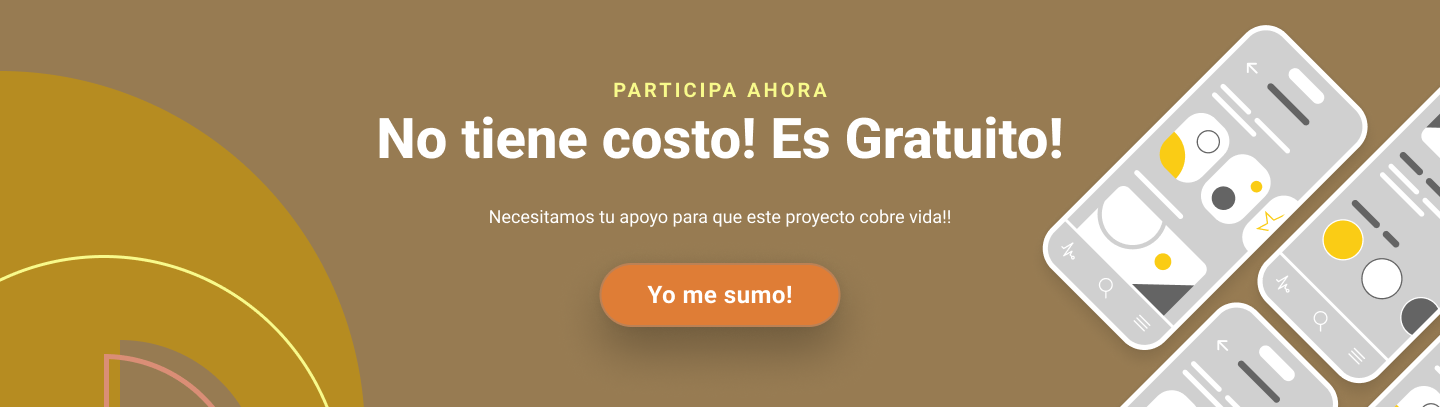 PARTICIPA AHORA
No tiene costo! Es Gratuito!
Necesitamos tu apoyo para que este proyecto cobre vida!!
Yo me sumo!